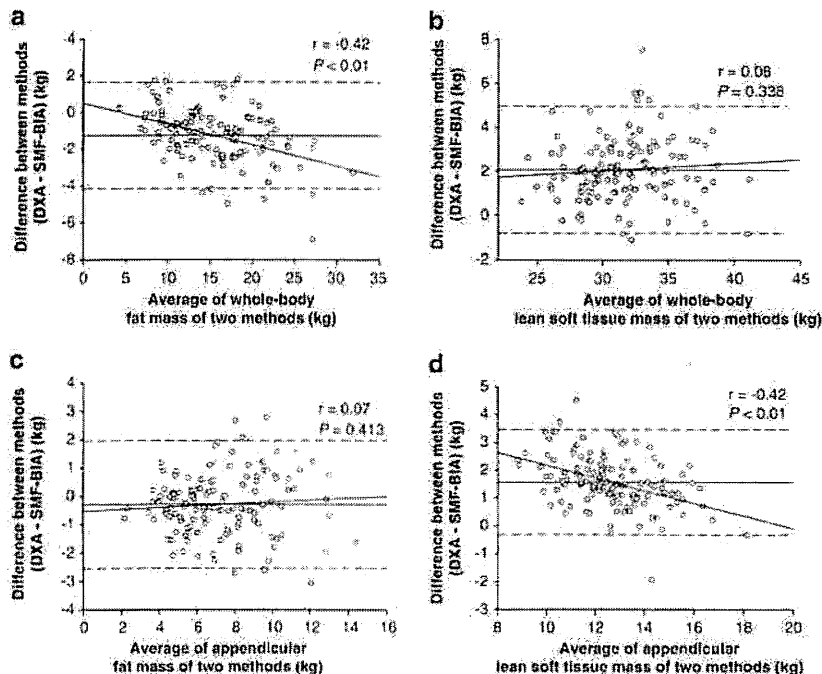 a
Difference between methods
(DXA - SMF-BIA) (kg)
4
2
0
-2
-4
-6
r = -0.42
P < 0.01
0 5 10 15 20 25 30 35
Average of whole-body
fat mass of two methods (kg)
b
Difference between methods
(DXA - SMF-BIA) (kg)
8
6
4
2
0
-2
r = 0.08
P = 0.338
25 30 35 40 45
Average of whole-body
lean soft tissue mass of two methods (kg)
c
Difference between methods
(DXA - SMF-BIA) (kg)
4
3
2
1
0
-1
-2
-3
-4
r = 0.07
P = 0.413
0 2 4 6 8 10 12 14 16
Average of appendicular
fat mass of two methods (kg)
d
Difference between methods
(DXA - SMF-BIA) (kg)
5
4
3
2
1
0
-1
-2
-3
r = -0.42
P < 0.01
8 10 12 14 16 18 20
Average of appendicular
lean soft tissue mass of two methods (kg)